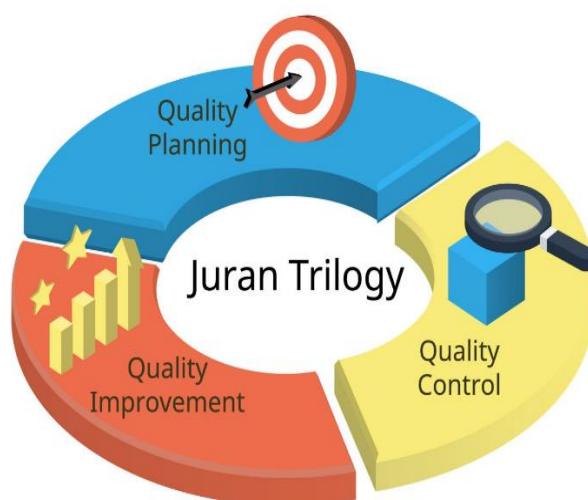 Quality
Planning
Juran Trilogy
Quality
Control
Quality
Improvement